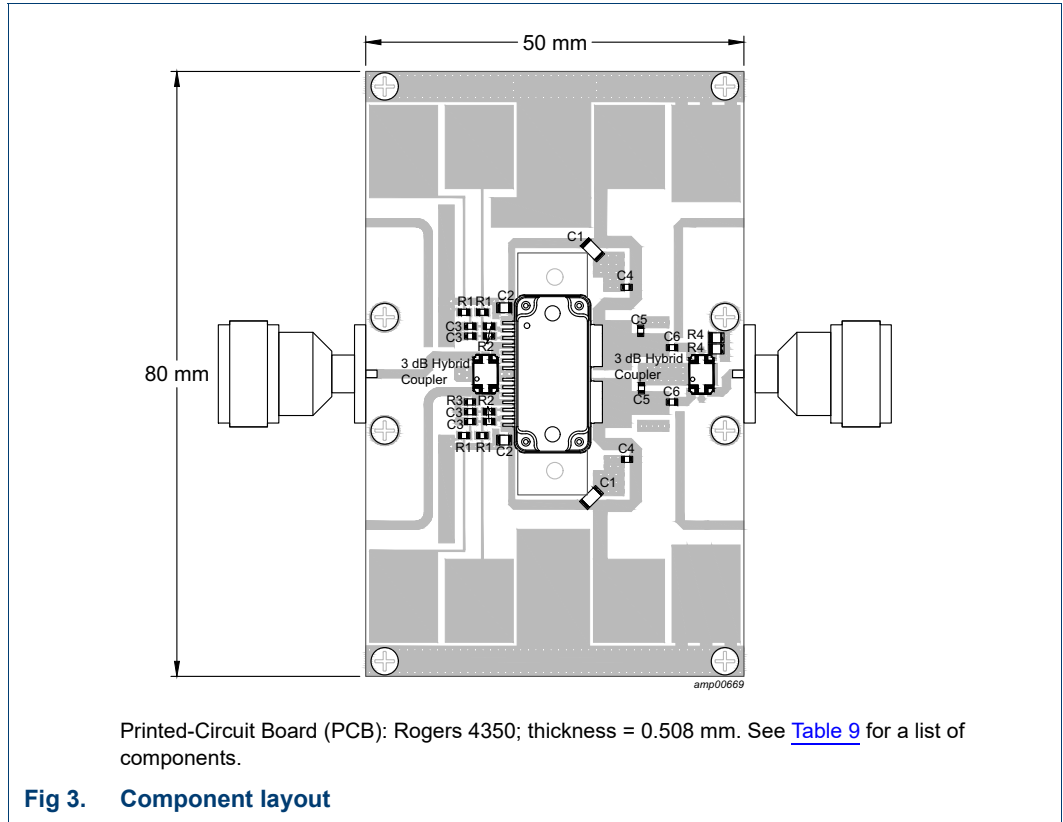 50 mm
80 mm
C1
C4
R1 R1 C2
C3
C3
R2
C5
C6
R4
R4
3 dB Hybrid
Coupler
3 dB Hybrid
Coupler
R3 R2
C3
C3
C5
C6
R1 R1 C2
C4
C1
amp00669
Printed-Circuit Board (PCB): Rogers 4350; thickness = 0.508 mm. See Table 9 for a list of
components.
Fig 3. Component layout